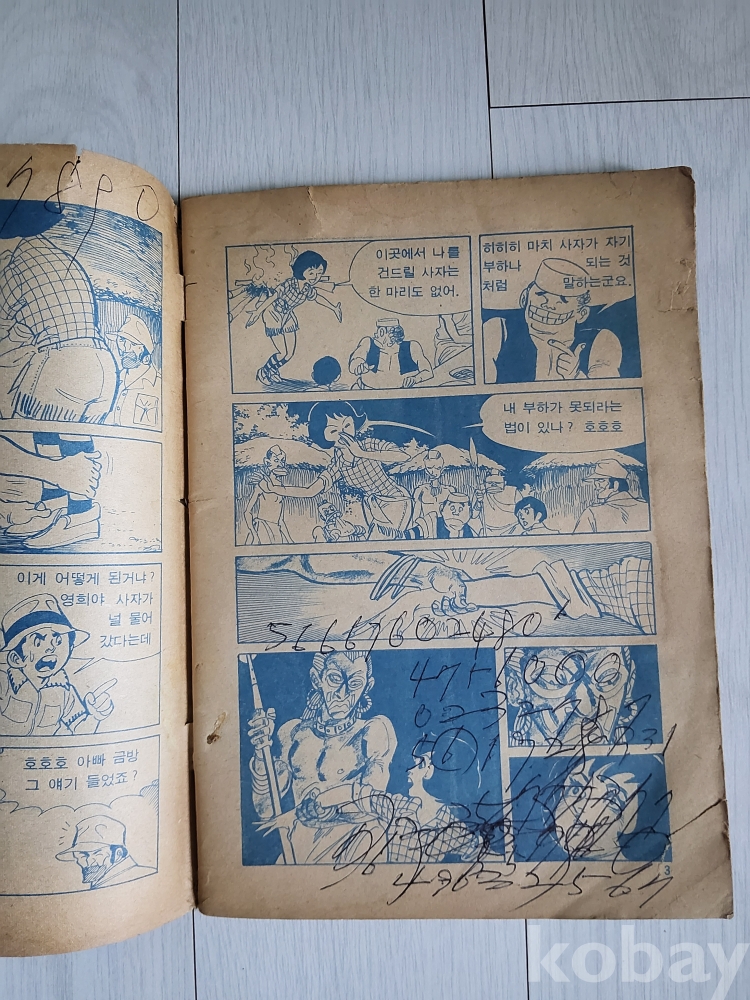 7890
이게 어떻게 된거냐?
영희야 사자가
널 물어
갔다는데
호호호 아빠 금방
그 얘기 들었죠?
이곳에서 나를
건드릴 사자는
한 마리도 없어.
히히히 마치 사자가 자기
부하나 되는 것
처럼 말하는군요.
내 부하가 못되라는
법이 있나? 호호호
3
kobay